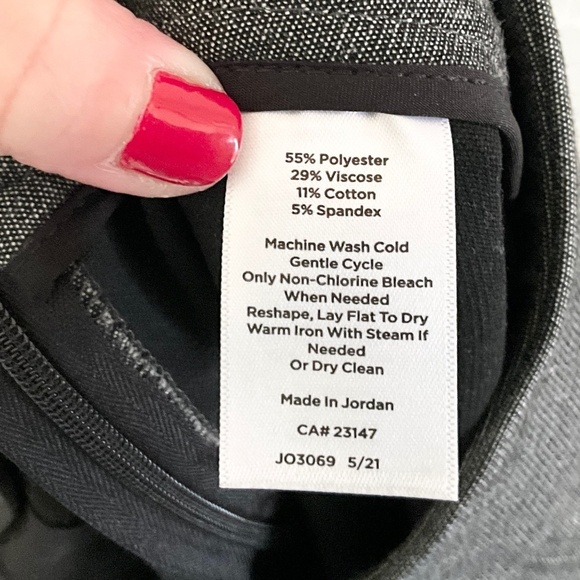 55% Polyester
29% Viscose
11% Cotton
5% Spandex
Machine Wash Cold
Gentle Cycle
Only Non-Chlorine Bleach
When Needed
Reshape, Lay Flat To Dry
Warm Iron With Steam If
Needed
Or Dry Clean
Made In Jordan
CA# 23147
JO3069 5/21